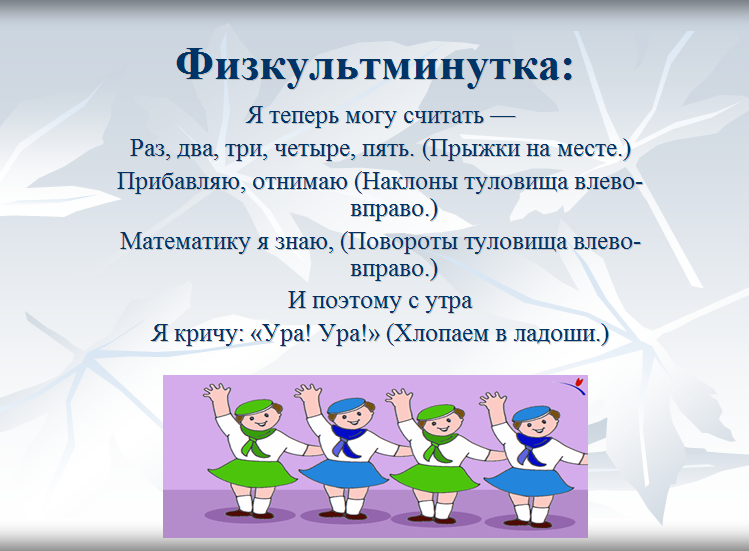 Физкультминутка:
Я теперь могу считать —
Раз, два, три, четыре, пять. (Прыжки на месте.)
Прибавляю, отнимаю (Наклоны туловища влево-
вправо.)
Математику я знаю, (Повороты туловища влево-
вправо.)
И поэтому с утра
Я кричу: «Ура! Ура!» (Хлопаем в ладоши.)